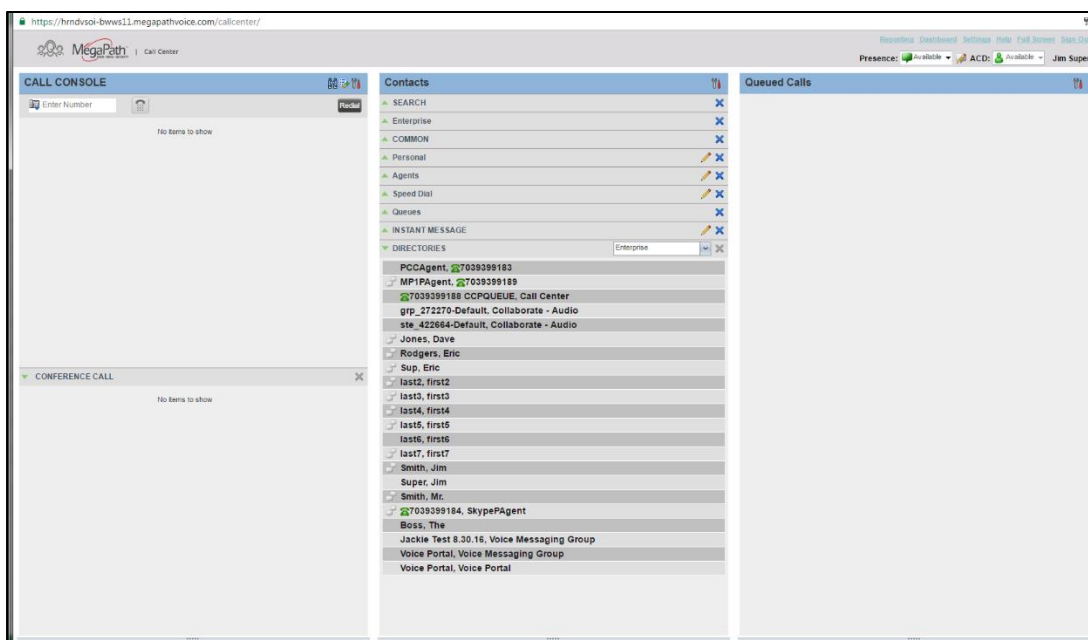 https://hrndvsoi-bwws11.megapathvoice.com/callcenter/
MegaPath | Call Center
Reporting Dashboard Settings Help Full Screen Sign Ou
Presence: Available ACD: Available Jim Super
CALL CONSOLE
Enter Number Redial
No items to show
CONFERENCE CALL
No items to show
Contacts
SEARCH
Enterprise
COMMON
Personal
Agents
Speed Dial
Queues
INSTANT MESSAGE
DIRECTORIES Enterprise
PCCAgent, 7039399183
MP1PAgent, 7039399189
7039399188 CCPQUEUE, Call Center
grp_272270-Default, Collaborate - Audio
ste_422664-Default, Collaborate - Audio
Jones, Dave
Rodgers, Eric
Sup, Eric
last2, first2
last3, first3
last4, first4
last5, first5
last6, first6
last7, first7
Smith, Jim
Super, Jim
Smith, Mr.
7039399184, SkypePAgent
Boss, The
Jackie Test 8.30.16, Voice Messaging Group
Voice Portal, Voice Messaging Group
Voice Portal, Voice Portal
Queued Calls